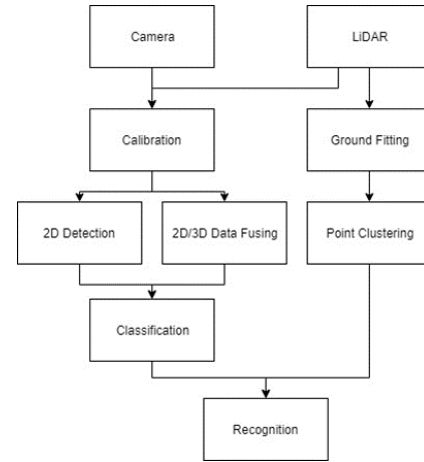 Camera
LiDAR
Calibration
Ground Fitting
2D Detection
2D/3D Data Fusing
Point Clustering
Classification
Recognition